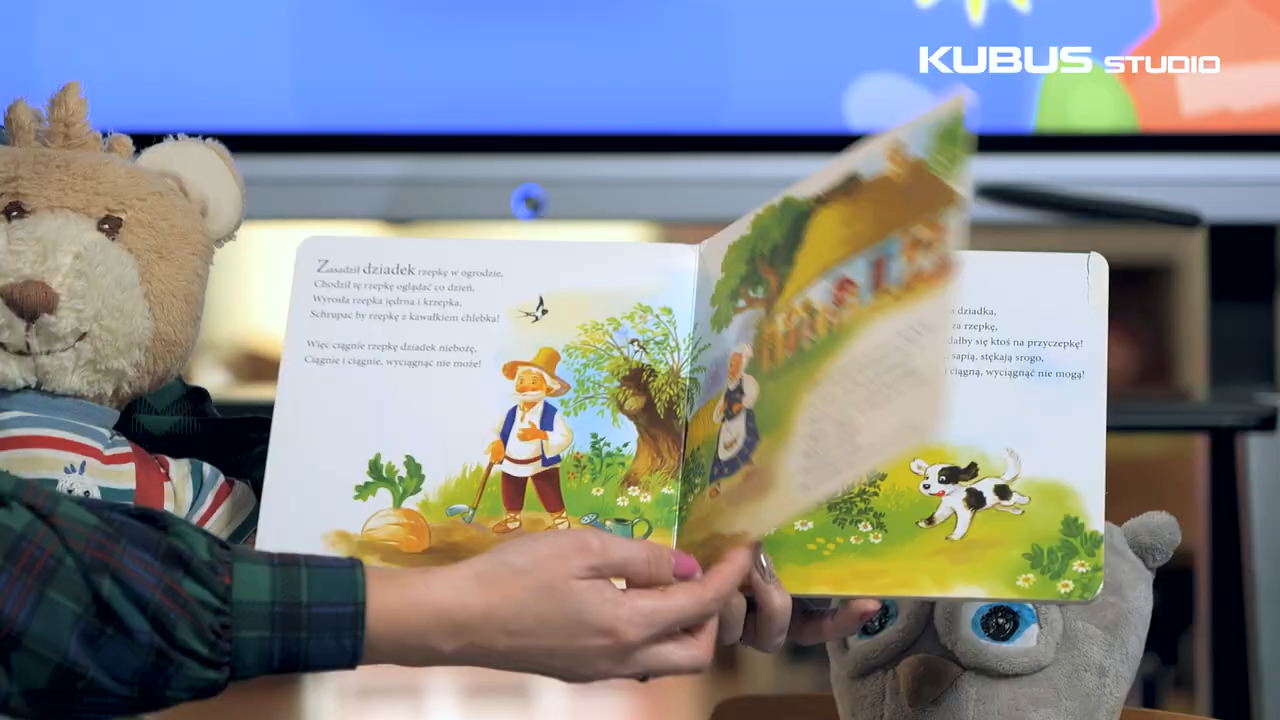 KUBUS STUDIO
Zasadził dziadek rzepkę w ogrodzie,
Chodził tę rzepkę oglądać co dzień.
Wyrosła rzepka jędrna i krzepka,
Schrupać by rzepkę z kawałkiem chlebka!
Więc ciągnie rzepkę dziadek niebożę,
Ciągnie i ciągnie, wyciągnąć nie może!
dziadka,
za rzepkę,
się ktoś na przyczepkę!
sapią, stękają srogo,
ciągną, wyciągnąć nie mogą!